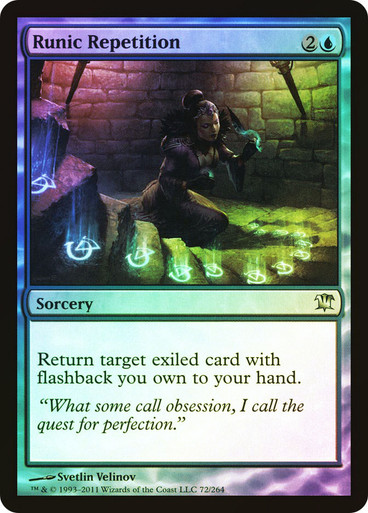 Runic Repetition 2
Sorcery
Return target exiled card with
flashback you own to your hand.
“What some call obsession, I call the
quest for perfection.”
Svetlin Velinov
™ & © 1993–2011 Wizards of the Coast LLC 72/264